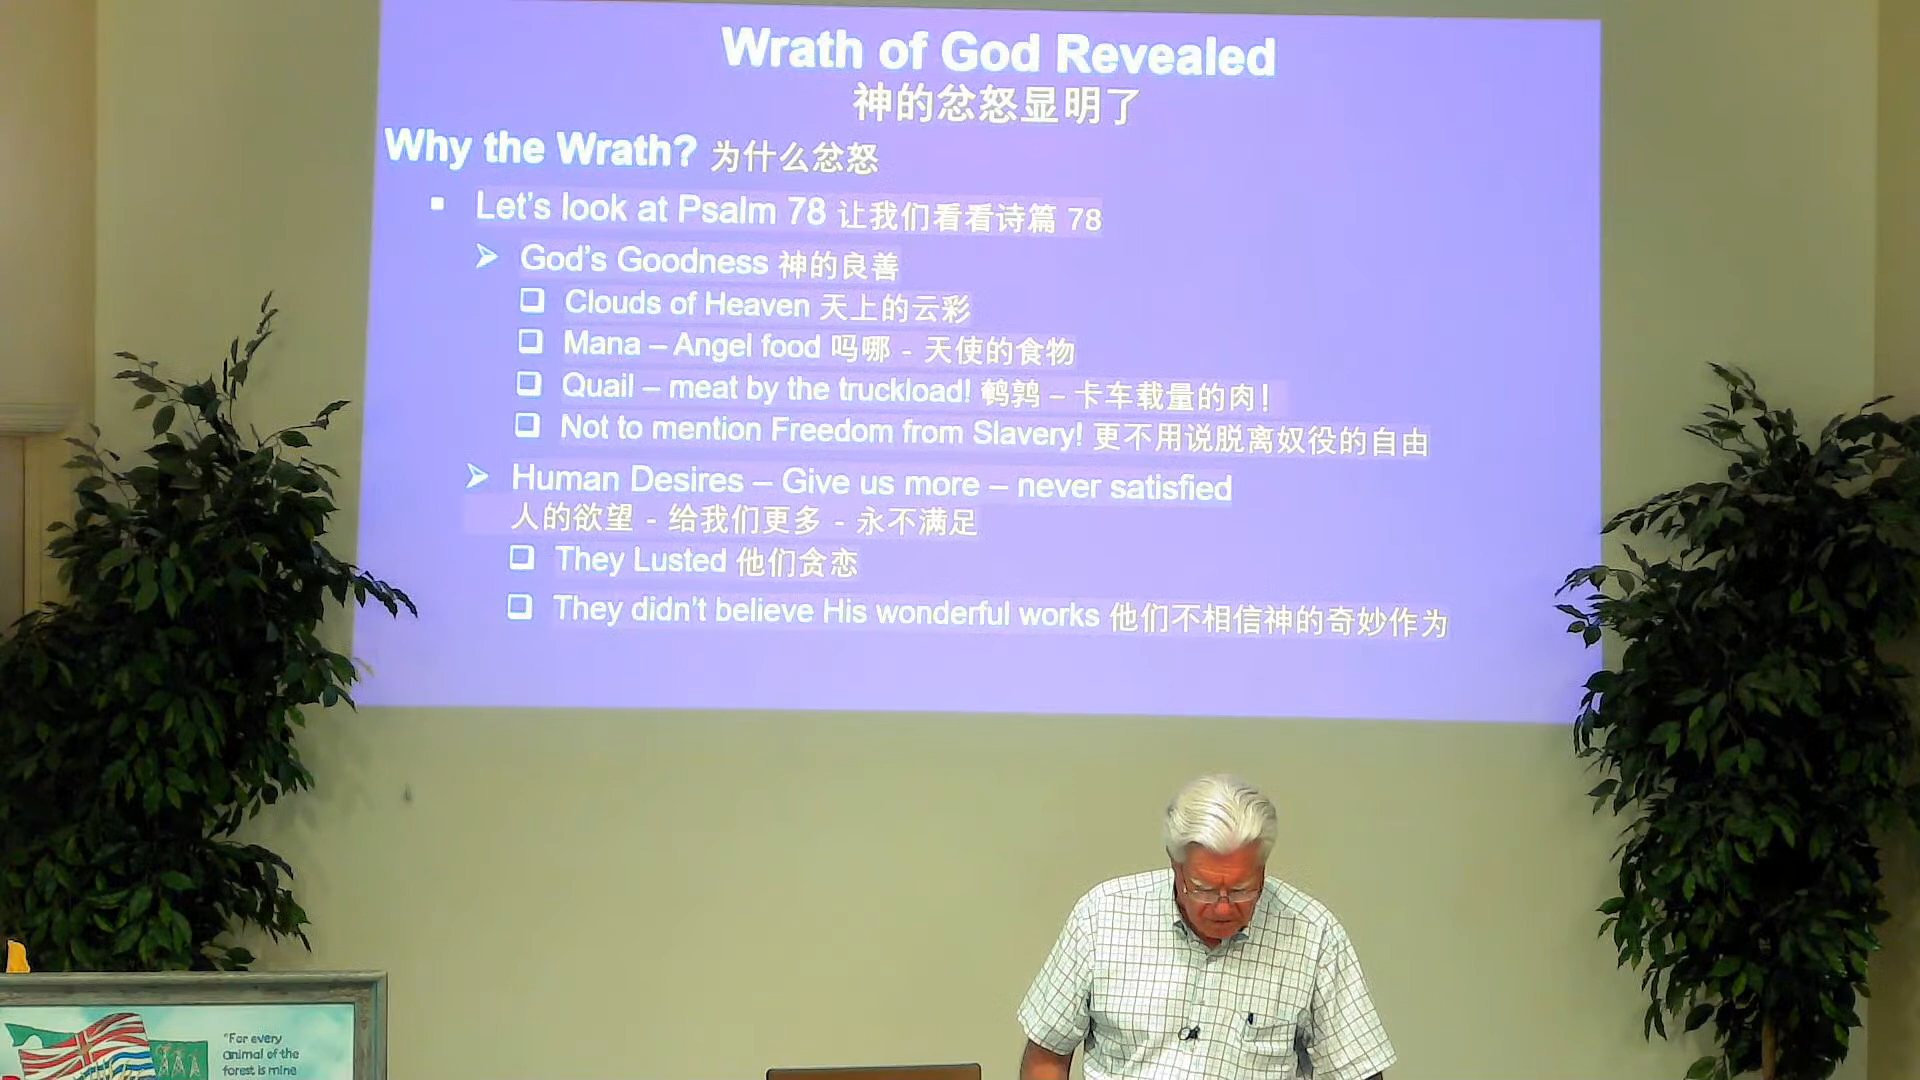 Wrath of God Revealed
神的忿怒显明了
Why the Wrath? 为什么忿怒
▪ Let's look at Psalm 78 让我们看看诗篇 78
➢ God's Goodness 神的良善
❑ Clouds of Heaven 天上的云彩
❑ Mana – Angel food 吗哪 - 天使的食物
❑ Quail – meat by the truckload! 鹌鹑 – 卡车载量的肉!
❑ Not to mention Freedom from Slavery! 更不用说脱离奴役的自由
➢ Human Desires – Give us more – never satisfied
人的欲望 - 给我们更多 - 永不满足
❑ They Lusted 他们贪恋
❑ They didn't believe His wonderful works 他们不相信神的奇妙作为
"For every
animal of the
forest is mine